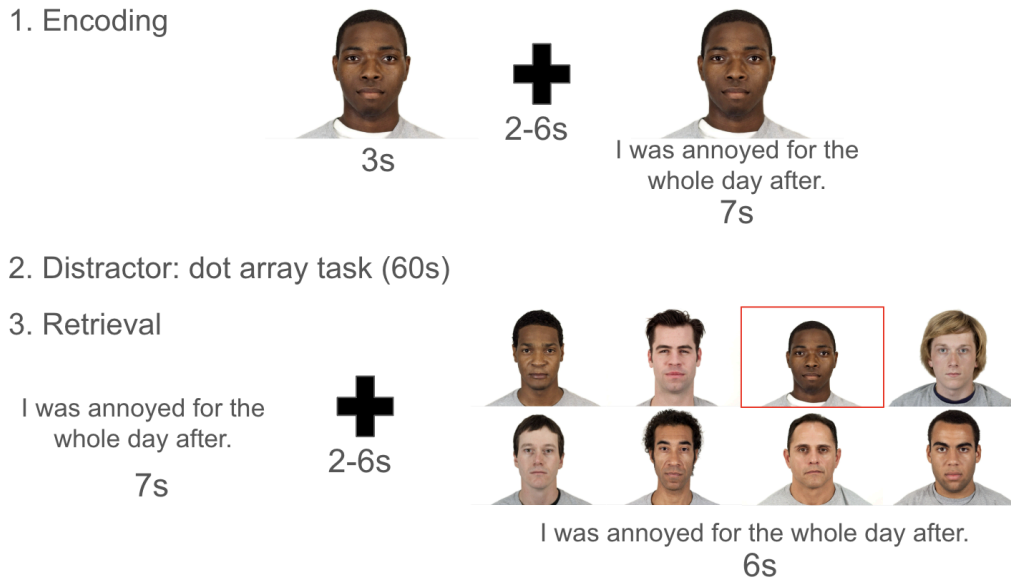 1. Encoding
3s
2-6s
I was annoyed for the
whole day after.
7s
2. Distractor: dot array task (60s)
3. Retrieval
I was annoyed for the
whole day after.
7s
2-6s
I was annoyed for the whole day after.
6s